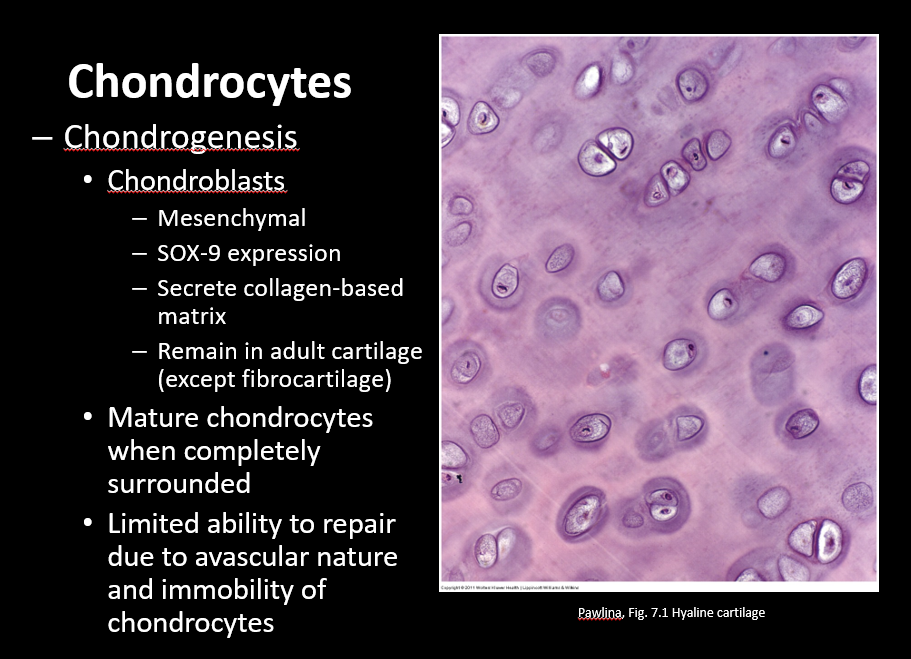 Chondrocytes
– Chondrogenesis
• Chondroblasts
– Mesenchymal
– SOX-9 expression
– Secrete collagen-based
matrix
– Remain in adult cartilage
(except fibrocartilage)
• Mature chondrocytes
when completely
surrounded
• Limited ability to repair
due to avascular nature
and immobility of
chondrocytes
Copyright © 2011 Wolters Kluwer Health | Lippincott Williams & Wilkins
Pawlina, Fig. 7.1 Hyaline cartilage